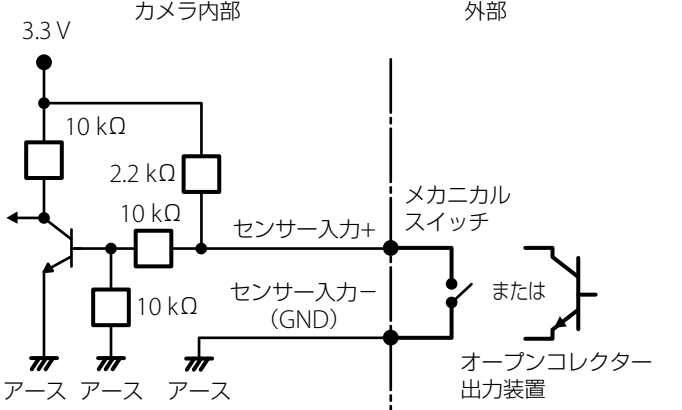 カメラ内部
外部
3.3 V
10 kΩ
2.2 kΩ
10 kΩ
メカニカル
スイッチ
センサー入力+
10 kΩ
センサー入力−
（GND）
または
アース
アース
アース
オープンコレクター
出力装置